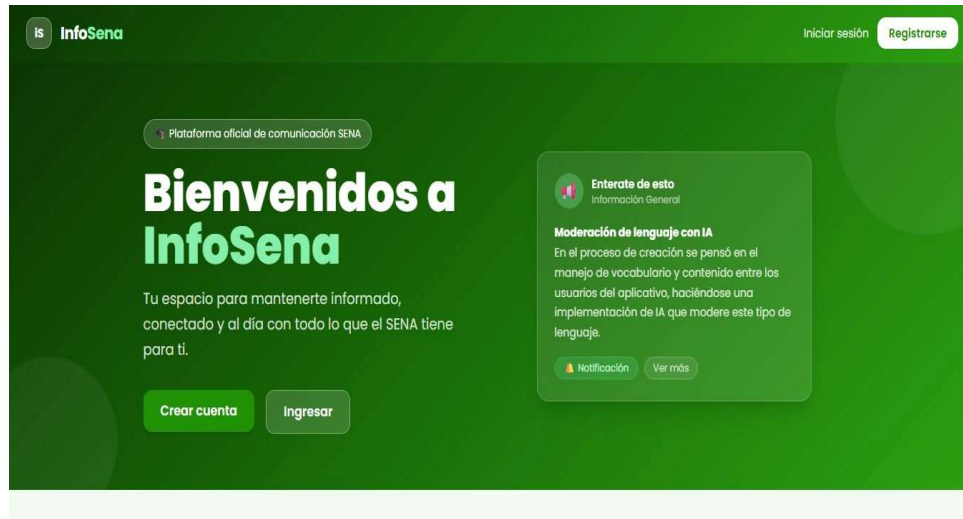 iS InfoSena
Iniciar sesión Registrarse
Plataforma oficial de comunicación SENA
Bienvenidos a
InfoSena
Tu espacio para mantenerte informado,
conectado y al día con todo lo que el SENA tiene
para ti.
Crear cuenta Ingresar
Enterate de esto
Información General
Moderación de lenguaje con IA
En el proceso de creación se pensó en el
manejo de vocabulario y contenido entre los
usuarios del aplicativo, haciéndose una
implementación de IA que modere este tipo de
lenguaje.
Notificación Ver más